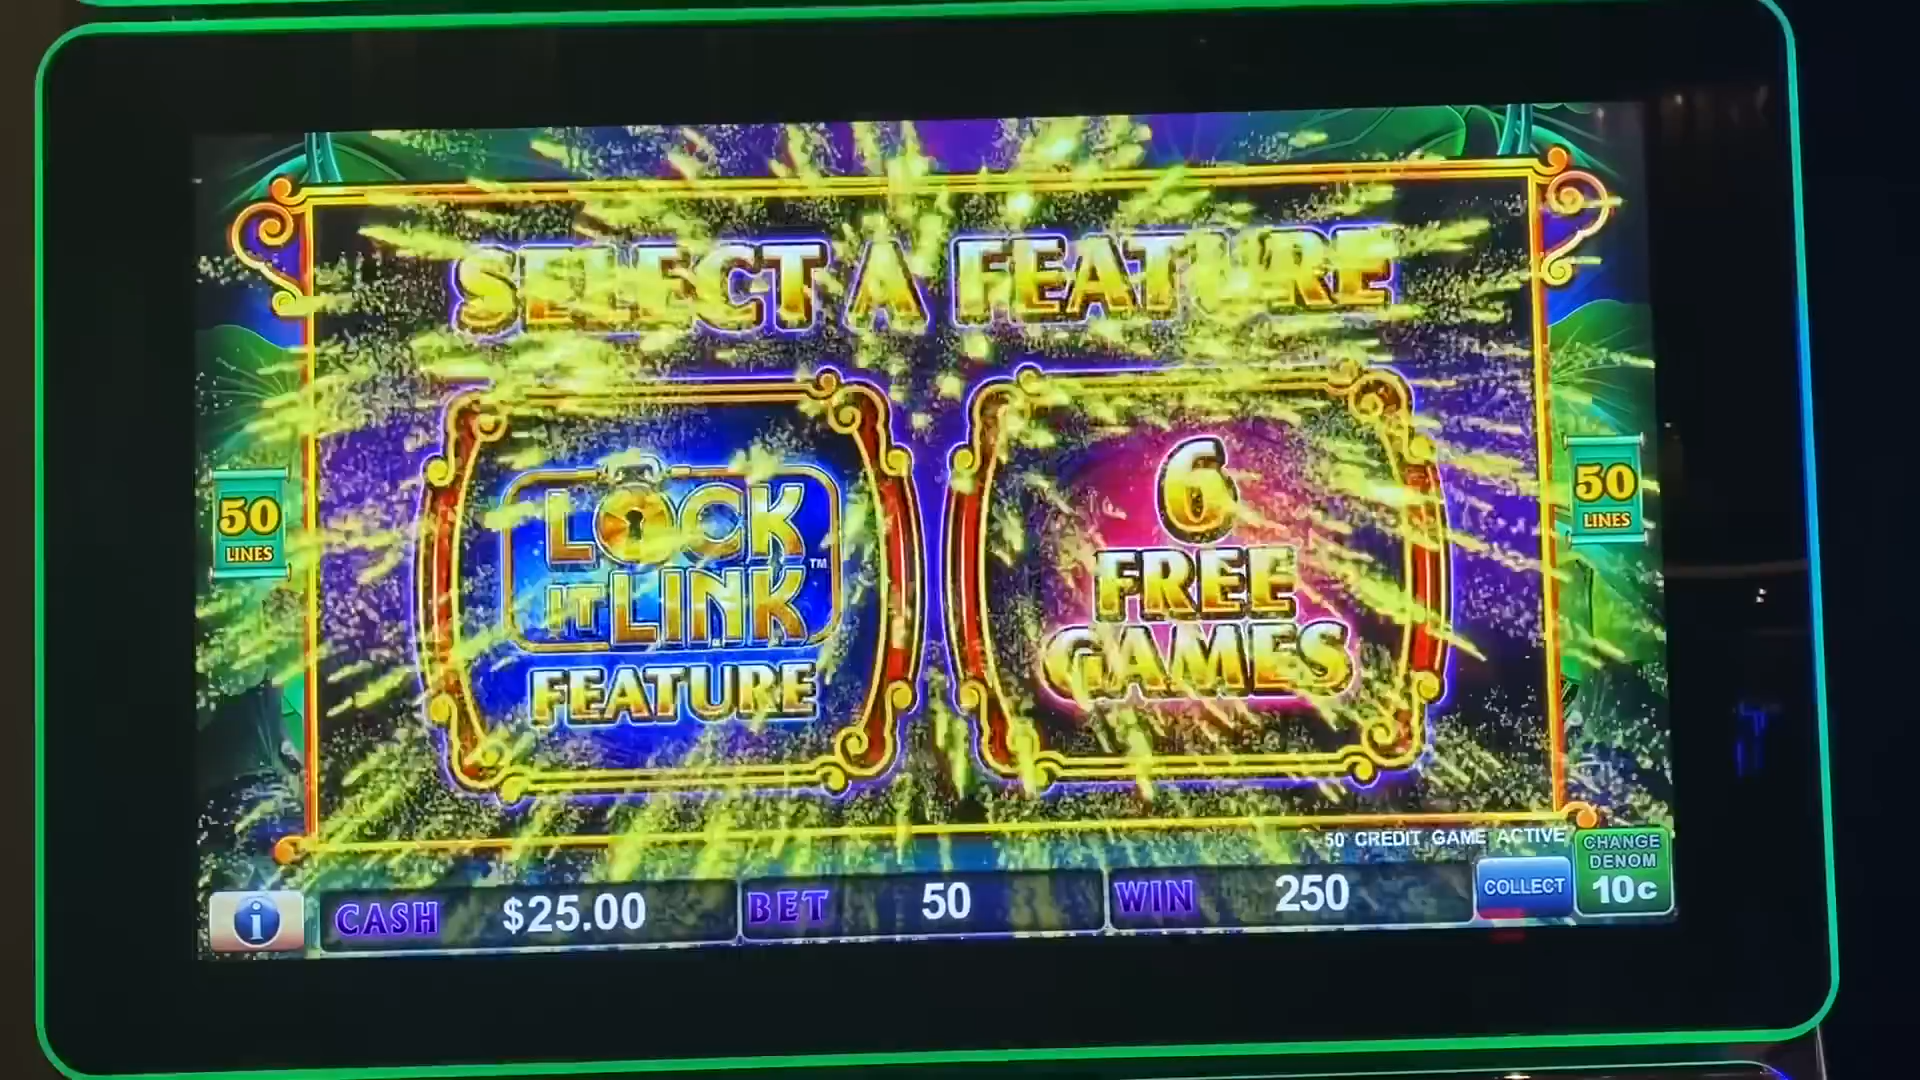 SELECT A FEATURE
50
LINES
LOCK
IT LINK™
FEATURE
6
FREE
GAMES
50
LINES
50 CREDIT GAME ACTIVE
CASH $25.00
BET 50
WIN 250
COLLECT
CHANGE
DENOM
10c